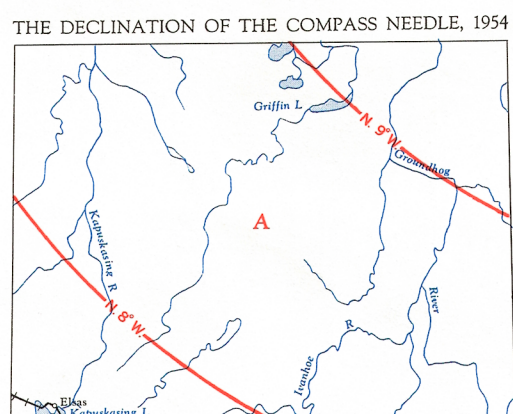 THE DECLINATION OF THE COMPASS NEEDLE, 1954
Griffin L
N. 9° W.
Groundhog
A
Kapuskasing R
N. 8° W.
River
R
Ivanhoe
Elsas
Kapuskasing L